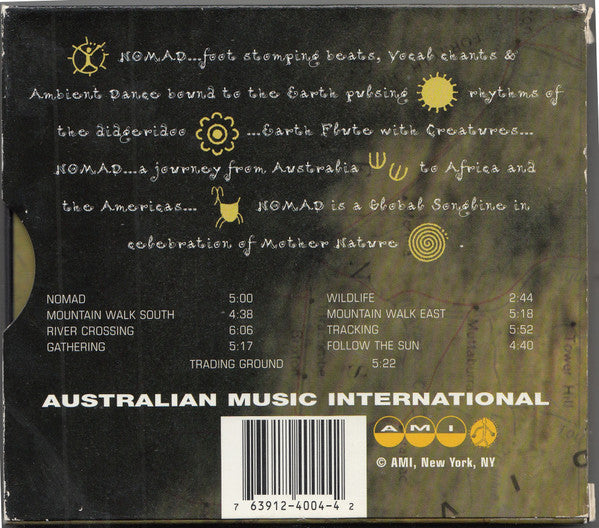 NOMAD...foot stomping beats, Vocal chants &
Ambient Dance bound to the Earth pulsing rhythms of
the didgeridoo ...Earth Flute with Creatures...
NOMAD...a journey from Australia to Africa and
the Americas... NOMAD is a Global Songline in
celebration of Mother Nature .
NOMAD 5:00
MOUNTAIN WALK SOUTH 4:38
RIVER CROSSING 6:06
GATHERING 5:17
WILDLIFE 2:44
MOUNTAIN WALK EAST 5:18
TRACKING 5:52
FOLLOW THE SUN 4:40
TRADING GROUND 5:22
AUSTRALIAN MUSIC INTERNATIONAL
AMI
© AMI, New York, NY
7 63912-4004-4 2
Tower Hill